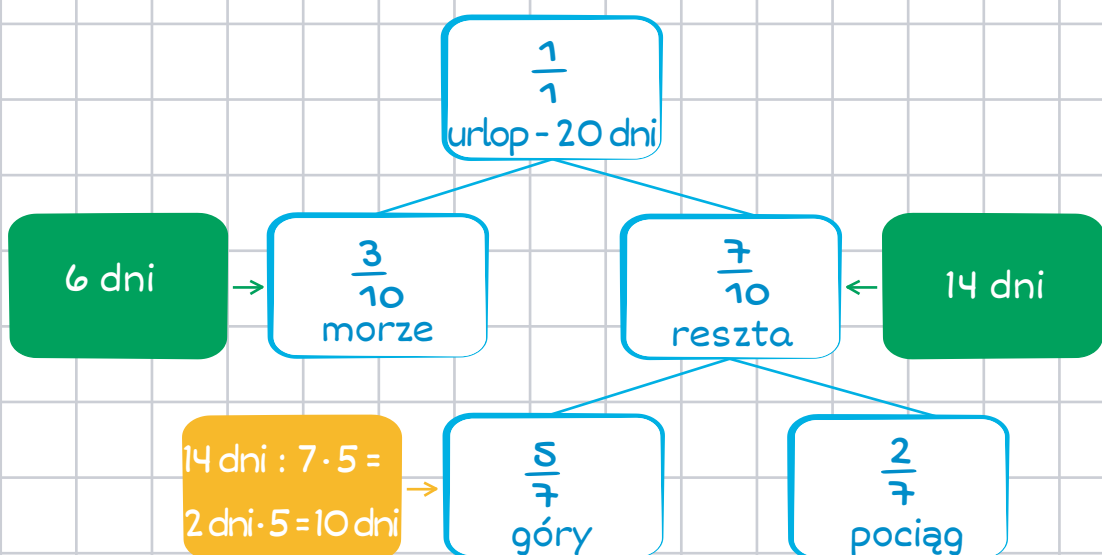 1
1
urlop - 20 dni
6 dni
3
10
morze
7
10
reszta
14 dni
14 dni : 7 · 5 =
2 dni · 5 = 10 dni
5
7
góry
2
7
pociąg